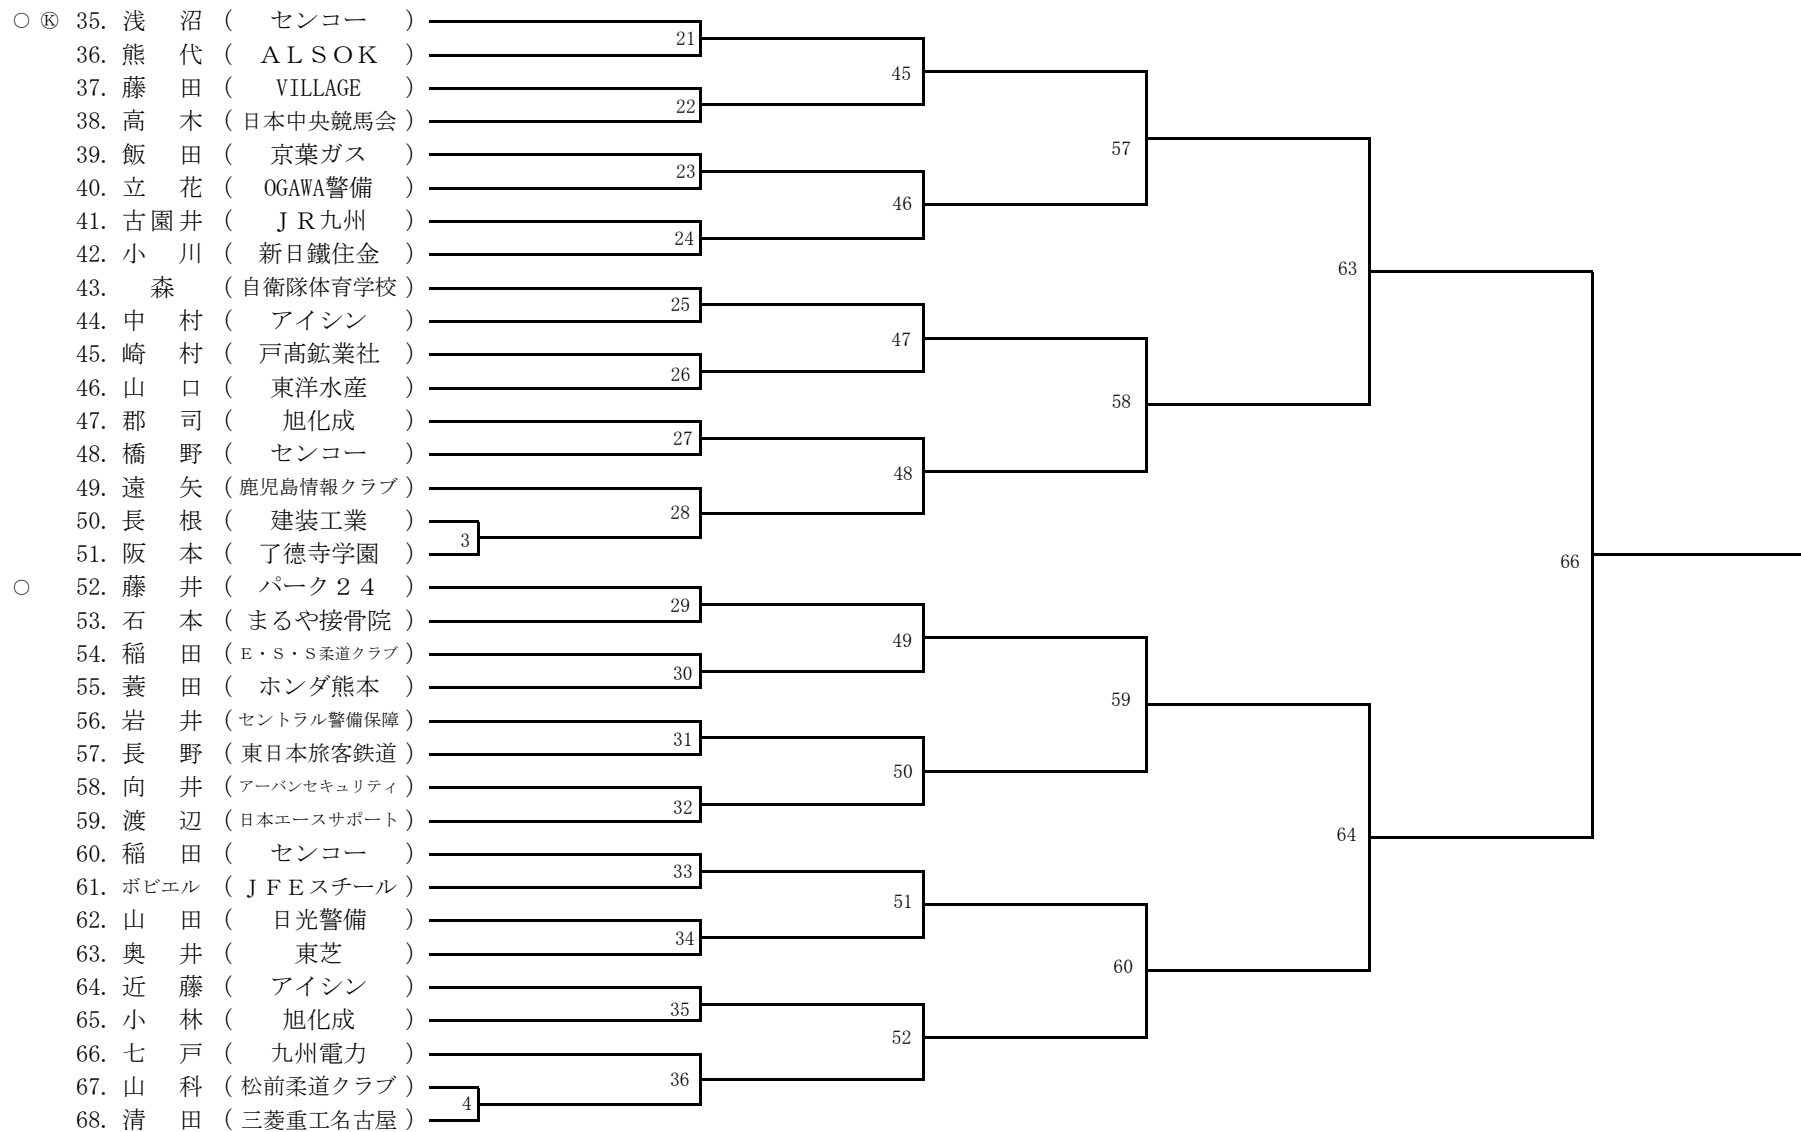 ○ Ⓚ 35. 浅 沼 ( センコー )
21
36. 熊 代 ( ＡＬＳＯＫ )
45
37. 藤 田 ( VILLAGE )
22
38. 高 木 ( 日本中央競馬会 )
57
39. 飯 田 ( 京葉ガス )
23
40. 立 花 ( OGAWA警備 )
46
41. 古園井 ( ＪＲ九州 )
24
42. 小 川 ( 新日鐵住金 )
63
43. 森 ( 自衛隊体育学校 )
25
44. 中 村 ( アイシン )
47
45. 崎 村 ( 戸髙鉱業社 )
26
46. 山 口 ( 東洋水産 )
58
47. 郡 司 ( 旭化成 )
27
48. 橋 野 ( センコー )
48
49. 遠 矢 ( 鹿児島情報クラブ )
28
50. 長 根 ( 建装工業 )
3
51. 阪 本 ( 了德寺学園 )
66
○ 52. 藤 井 ( パーク２４ )
29
53. 石 本 ( まるや接骨院 )
49
54. 稲 田 ( Ｅ・Ｓ・Ｓ柔道クラブ )
30
55. 蓑 田 ( ホンダ熊本 )
59
56. 岩 井 ( セントラル警備保障 )
31
57. 長 野 ( 東日本旅客鉄道 )
50
58. 向 井 ( アーバンセキュリティ )
32
59. 渡 辺 ( 日本エースサポート )
64
60. 稲 田 ( センコー )
33
61. ボビエル ( ＪＦＥスチール )
51
62. 山 田 ( 日光警備 )
34
63. 奥 井 ( 東芝 )
60
64. 近 藤 ( アイシン )
35
65. 小 林 ( 旭化成 )
52
66. 七 戸 ( 九州電力 )
36
67. 山 科 ( 松前柔道クラブ )
4
68. 清 田 ( 三菱重工名古屋 )